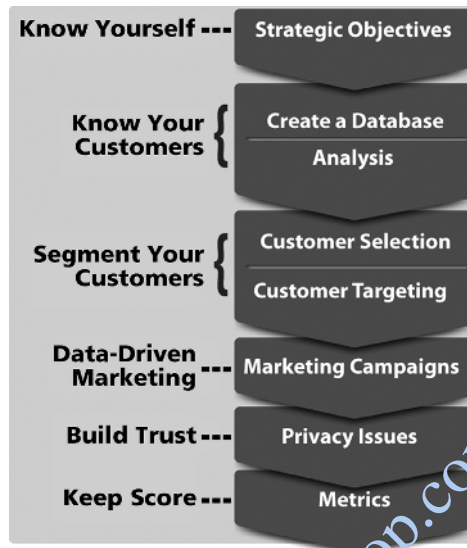 Know Yourself --- Strategic Objectives
Know Your
Customers
Create a Database
Analysis
Segment Your
Customers
Customer Selection
Customer Targeting
Data-Driven
Marketing --- Marketing Campaigns
Build Trust --- Privacy Issues
Keep Score --- Metrics